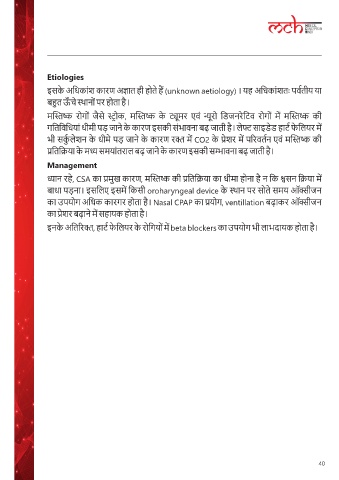 mch
Etiologies
इसके अधिकांश कारण अज्ञात ही होते हैं (unknown aetiology) । यह अधिकांशतः पर्वतीय या
बहुत ऊँचे स्थानों पर होता है।
मस्तिष्क रोगों जैसे स्ट्रोक, मस्तिष्क के ट्यूमर एवं न्यूरो डिजनरेटिव रोगों में मस्तिष्क की
गतिविधियां धीमी पड़ जाने के कारण इसकी संभावना बढ़ जाती है। लेफ्ट साइडेड हार्ट फेलियर में
भी सर्कुलेशन के धीमे पड़ जाने के कारण रक्त में CO2 के प्रेशर में परिवर्तन एवं मस्तिष्क की
प्रतिक्रिया के मध्य समयांतराल बढ़ जाने के कारण इसकी सम्भावना बढ़ जाती है।
Management
ध्यान रहे, CSA का प्रमुख कारण, मस्तिष्क की प्रतिक्रिया का धीमा होना है न कि श्वसन क्रिया में
बाधा पड़ना। इसलिए इसमें किसी oroharyngeal device के स्थान पर सोते समय ऑक्सीजन
का उपयोग अधिक कारगर होता है। Nasal CPAP का प्रयोग, ventillation बढ़ाकर ऑक्सीजन
का प्रेशर बढ़ाने में सहायक होता है।
इनके अतिरिक्त, हार्ट फेलियर के रोगियों में beta blockers का उपयोग भी लाभदायक होता है।
40